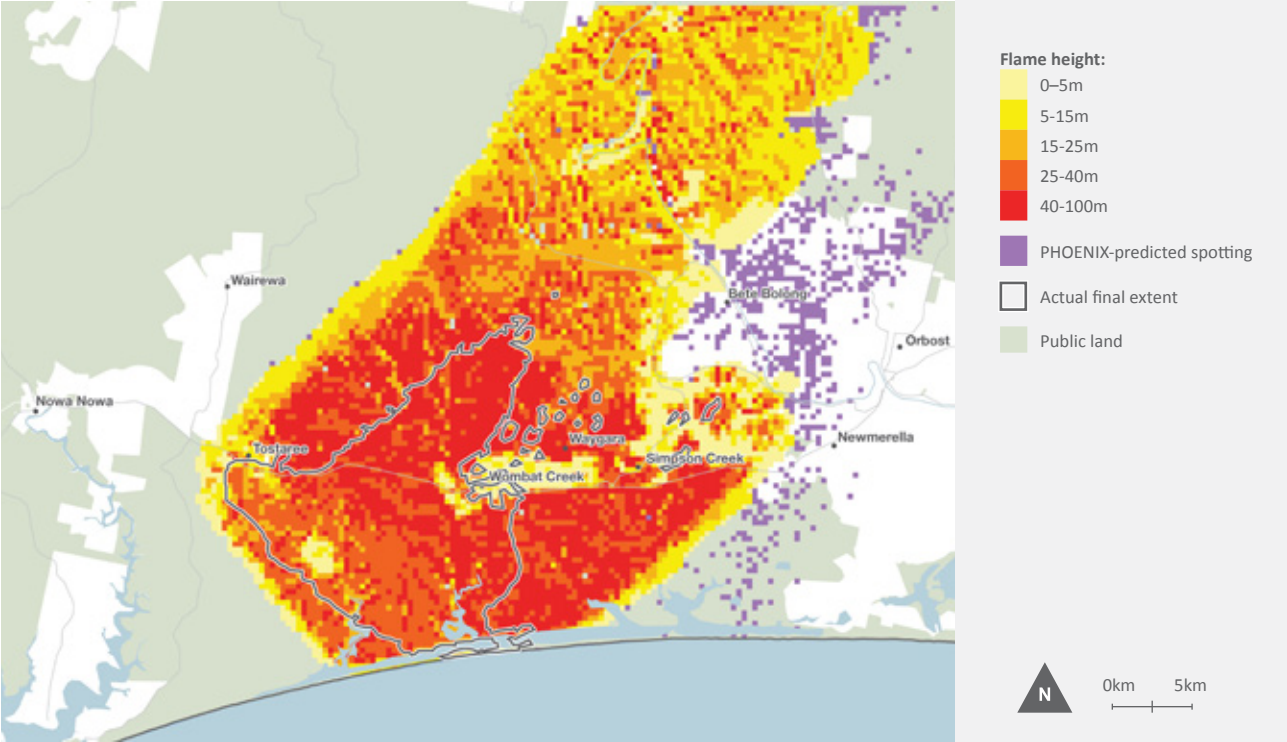 Flame height:
0–5m
5-15m
15-25m
25-40m
40-100m
PHOENIX-predicted spotting
Actual final extent
Public land
Wairewa
Bete Bolong
Orbost
Nowa Nowa
Tostaree
Waygara
Newmerella
Simpson Creek
Wombat Creek
N
0km 5km